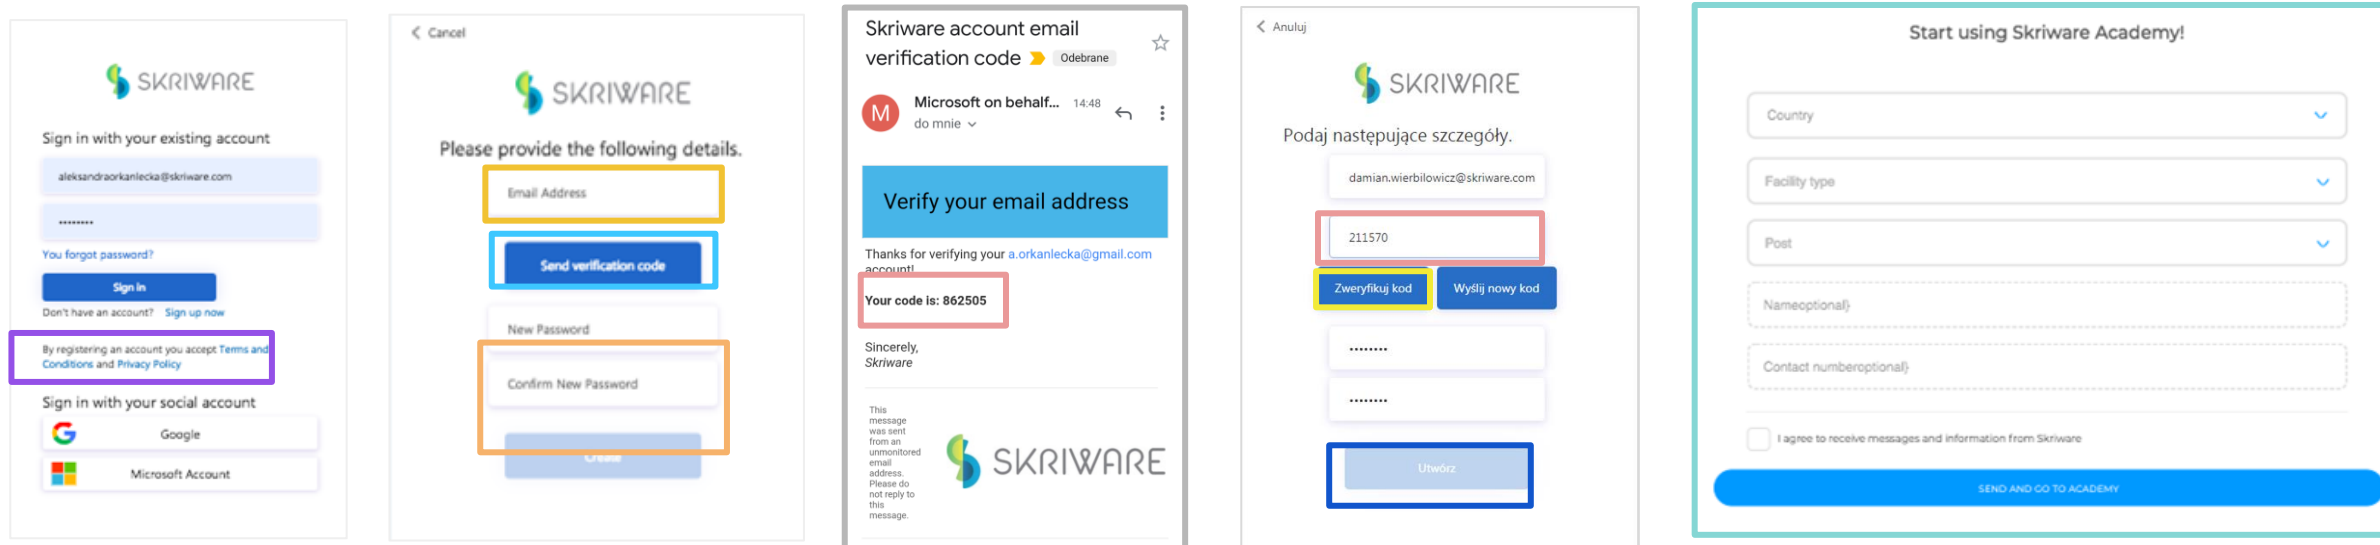 SKRIWARE
Sign in with your existing account
aleksandraorkanlecka@skriware.com
••••••••
You forgot password?
Sign in
Don't have an account? Sign up now
By registering an account you accept Terms and
Conditions and Privacy Policy
Sign in with your social account
Google
Microsoft Account
Cancel
SKRIWARE
Please provide the following details.
Email Address
Send verification code
New Password
Confirm New Password
Create
Skriware account email
verification code Odebrane
M
Microsoft on behalf... 14:48
do mnie
Verify your email address
Thanks for verifying your a.orkanlecka@gmail.com
account!
Your code is: 862505
Sincerely,
Skriware
This
message
was sent
from an
unmonitored
email
address.
Please do
not reply to
this
message.
SKRIWARE
Anuluj
SKRIWARE
Podaj następujące szczegóły.
damian.wierbilowicz@skriware.com
211570
Zweryfikuj kod
Wyślij nowy kod
••••••••
••••••••
Utwórz
Start using Skriware Academy!
Country
Facility type
Post
Nameoptional}
Contact numberoptional}
I agree to receive messages and information from Skriware
SEND AND GO TO ACADEMY